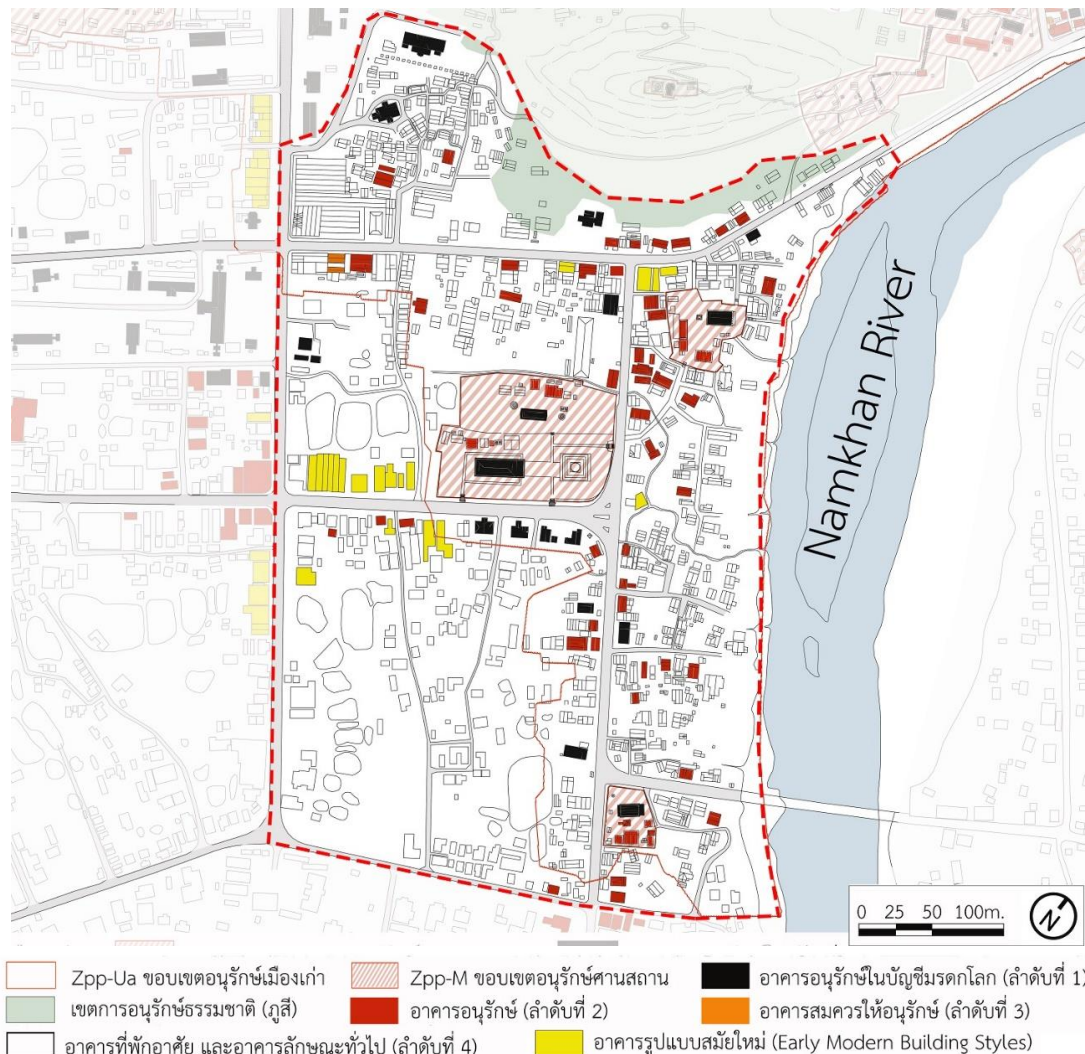 Namkhan River
0 25 50 100m.
N
Zpp-Ua ขอบเขตอนุรักษ์เมืองเก่า Zpp-M ขอบเขตอนุรักษ์ศาสนสถาน อาคารอนุรักษ์ในบัญชีมรดกโลก (ลำดับที่ 1)
เขตการอนุรักษ์ธรรมชาติ (ภูสี) อาคารอนุรักษ์ (ลำดับที่ 2) อาคารสมควรให้อนุรักษ์ (ลำดับที่ 3)
อาคารที่พักอาศัย และอาคารลักษณะทั่วไป (ลำดับที่ 4) อาคารรูปแบบสมัยใหม่ (Early Modern Building Styles)